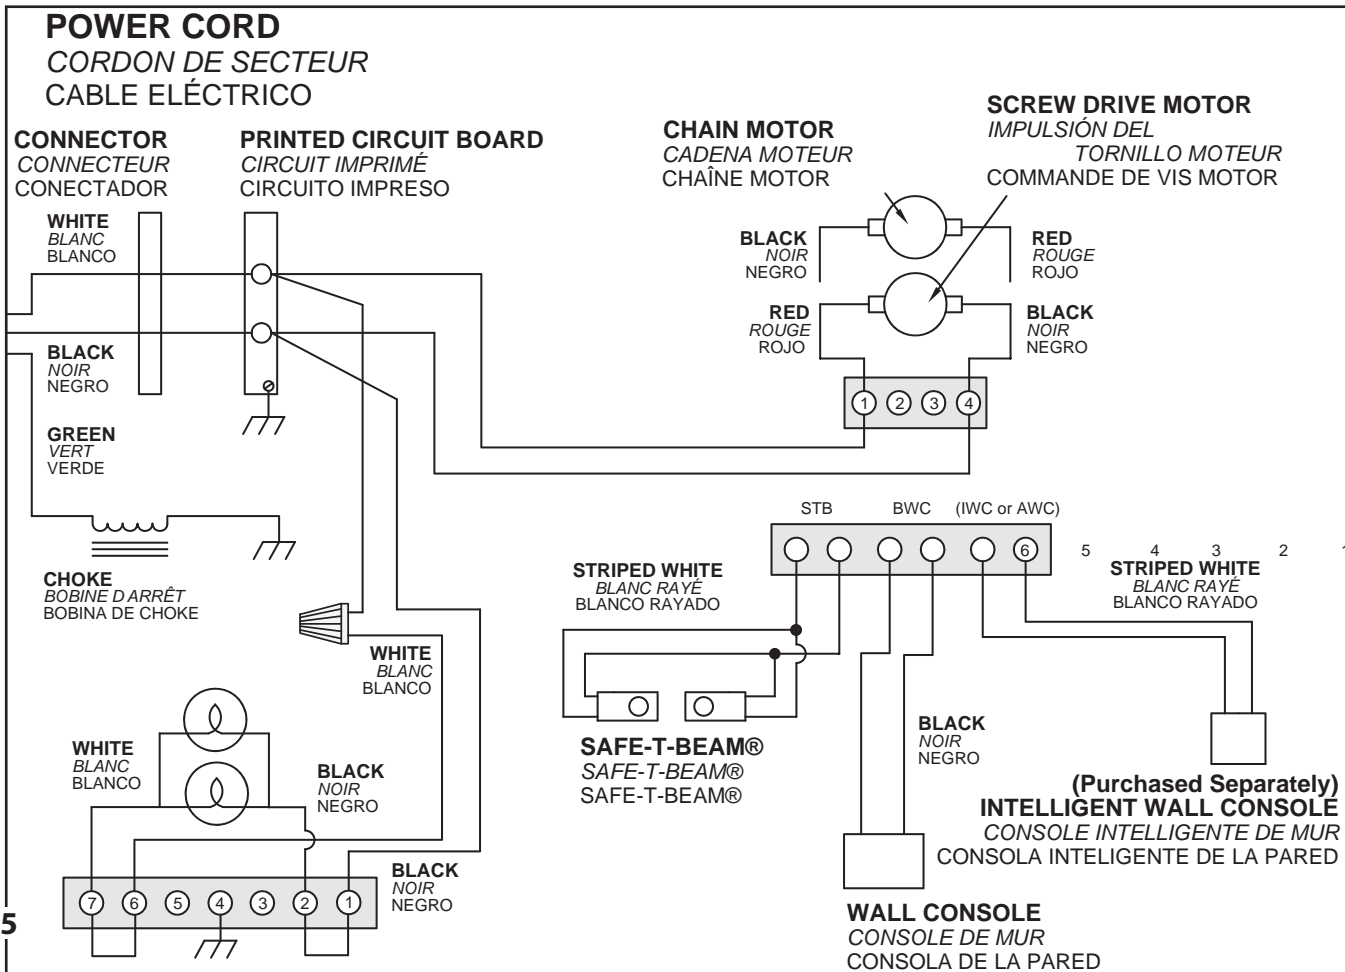 POWER CORD
CORDON DE SECTEUR
CABLE ELÉCTRICO
CONNECTOR
CONNECTEUR
CONECTADOR
PRINTED CIRCUIT BOARD
CIRCUIT IMPRIMÉ
CIRCUITO IMPRESO
CHAIN MOTOR
CADENA MOTEUR
CHAÎNE MOTOR
SCREW DRIVE MOTOR
IMPULSIÓN DEL
TORNILLO MOTEUR
COMMANDE DE VIS MOTOR
WHITE
BLANC
BLANCO
BLACK
NOIR
NEGRO
RED
ROUGE
ROJO
RED
ROUGE
ROJO
BLACK
NOIR
NEGRO
BLACK
NOIR
NEGRO
1 2 3 4
GREEN
VERT
VERDE
CHOKE
BOBINE D ARRÊT
BOBINA DE CHOKE
STB BWC (IWC or AWC)
6 5 4 3 2 1
STRIPED WHITE
BLANC RAYÉ
BLANCO RAYADO
STRIPED WHITE
BLANC RAYÉ
BLANCO RAYADO
WHITE
BLANC
BLANCO
WHITE
BLANC
BLANCO
BLACK
NOIR
NEGRO
SAFE-T-BEAM®
SAFE-T-BEAM®
SAFE-T-BEAM®
BLACK
NOIR
NEGRO
(Purchased Separately)
INTELLIGENT WALL CONSOLE
CONSOLE INTELLIGENTE DE MUR
CONSOLA INTELIGENTE DE LA PARED
BLACK
NOIR
NEGRO
7 6 5 4 3 2 1
WALL CONSOLE
CONSOLE DE MUR
CONSOLA DE LA PARED
5